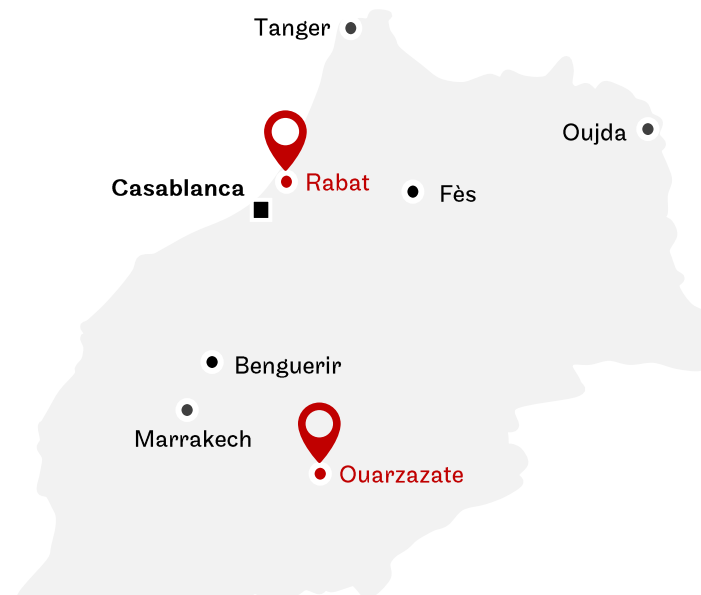 Tanger
Oujda
Rabat
Casablanca
Fès
Benguerir
Marrakech
Ouarzazate